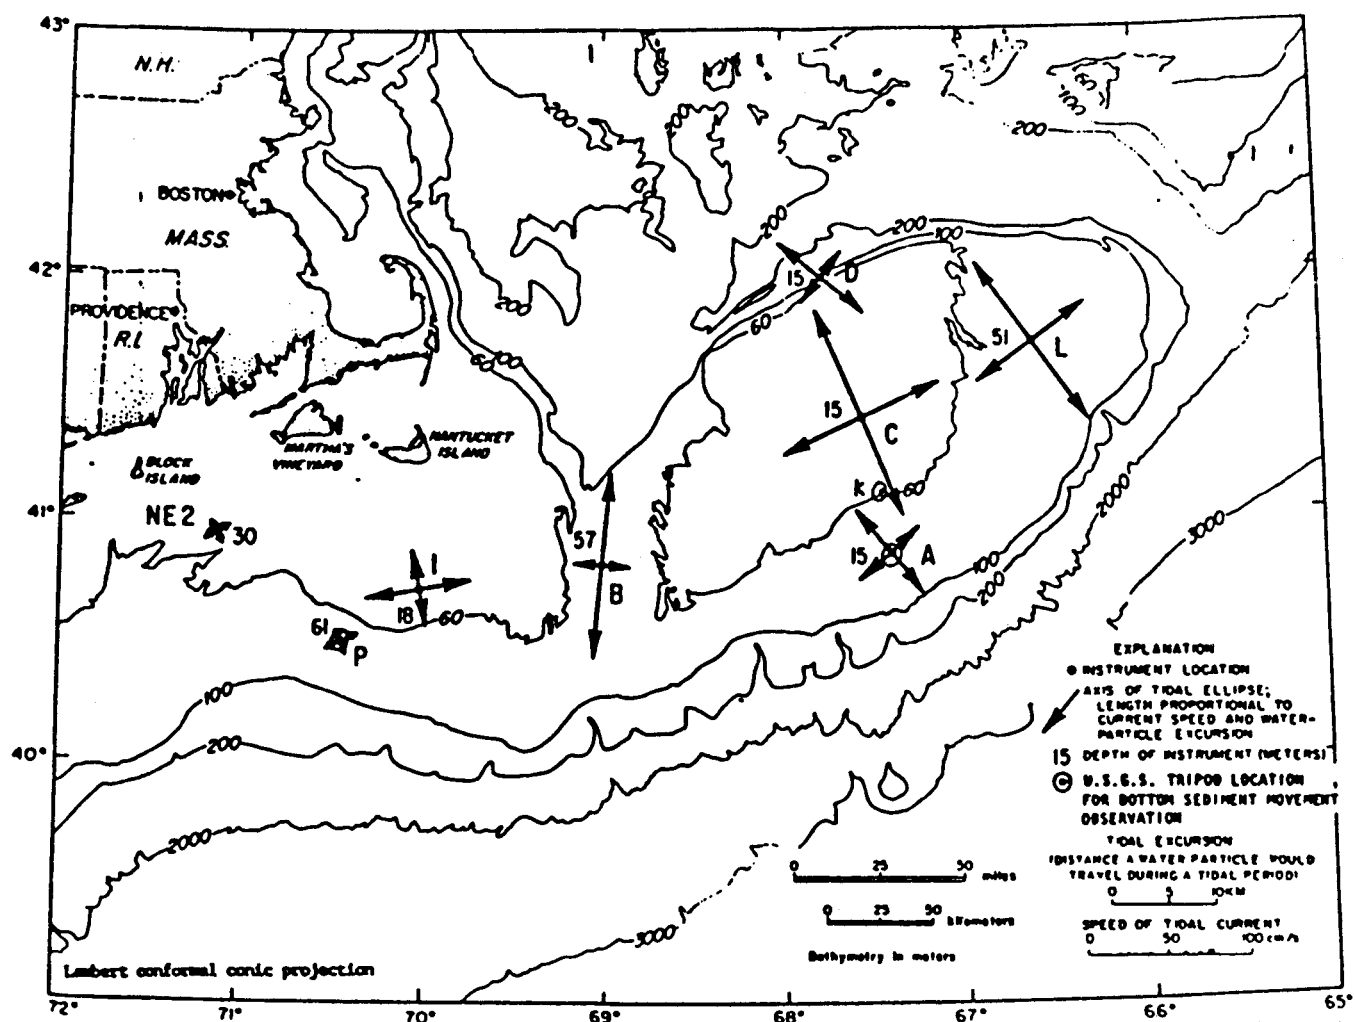 43°
N.H.
200
200
200
BOSTON
MASS.
200
200
100
42°
15
D
PROVIDENCE
R.I.
200
60
51
L
100
15
C
NANTUCKET
ISLAND
MARTHA'S
VINEYARD
BLOCK
ISLAND
K
60
2000
41°
NE2
30
57
15
A
3000
I
B
100
200
18
60
61
P
EXPLANATION
INSTRUMENT LOCATION
AXIS OF TIDAL ELLIPSE;
LENGTH PROPORTIONAL TO
CURRENT SPEED AND WATER-
PARTICLE EXCURSION
100
200
40°
15 DEPTH OF INSTRUMENT (METERS)
U.S.G.S. TRIPOD LOCATION
FOR BOTTOM SEDIMENT MOVEMENT
OBSERVATION
2000
TIDAL EXCURSION
(DISTANCE A WATER PARTICLE WOULD
TRAVEL DURING A TIDAL PERIOD)
0 25 50 miles
0 5 10KM
0 25 50 kilometers
SPEED OF TIDAL CURRENT
0 50 100 cm/s
3000
Bathymetry in meters
Lambert conformal conic projection
72° 71° 70° 69° 68° 67° 66° 65°